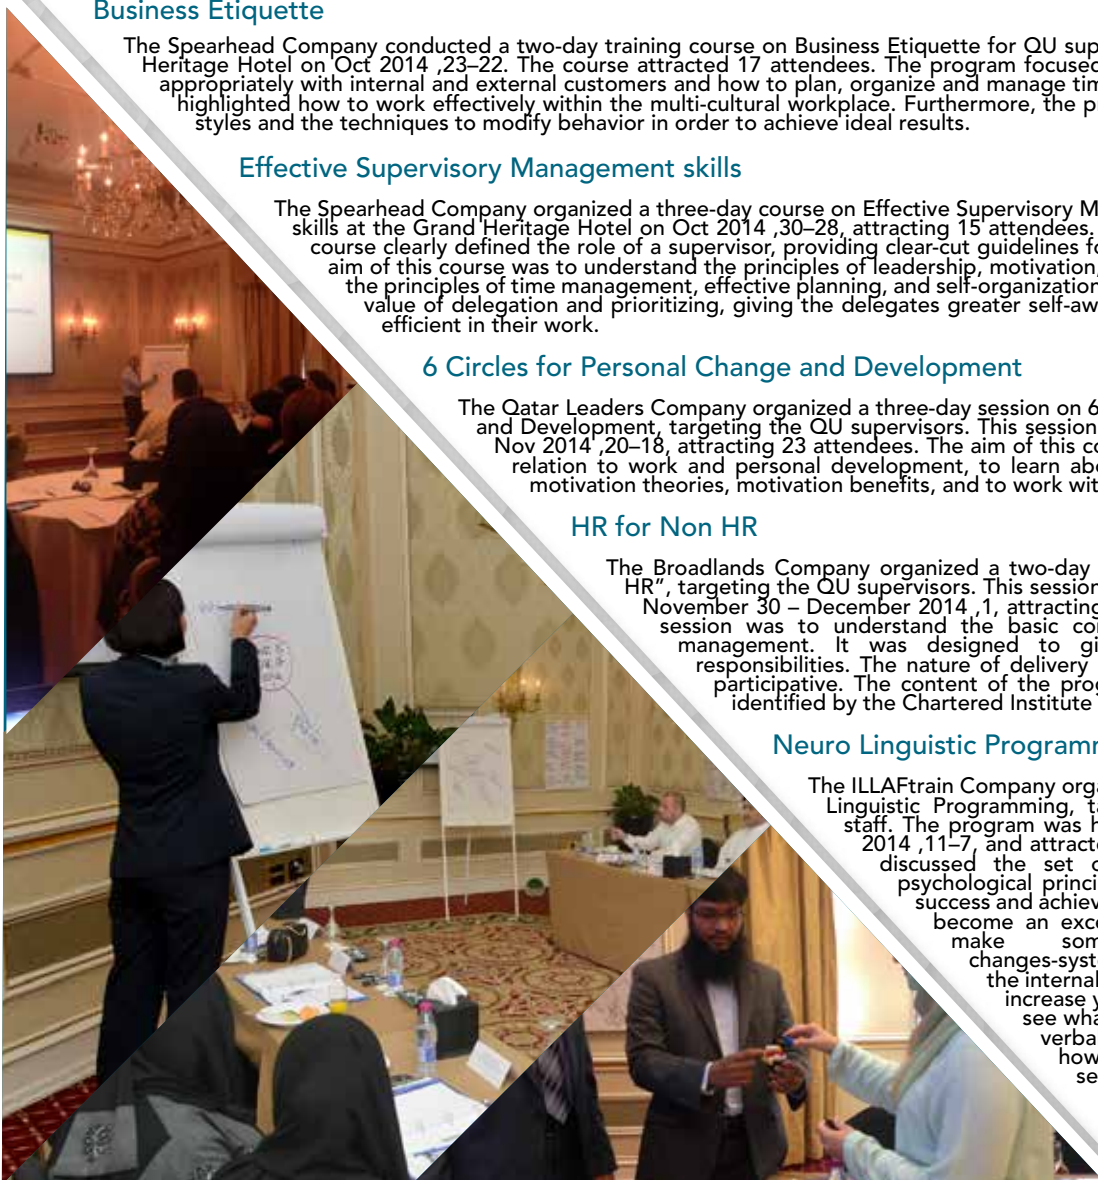 Business Etiquette
The Spearhead Company conducted a two-day training course on Business Etiquette for QU sup
Heritage Hotel on Oct 2014 ,23–22. The course attracted 17 attendees. The program focused
appropriately with internal and external customers and how to plan, organize and manage tim
highlighted how to work effectively within the multi-cultural workplace. Furthermore, the p
styles and the techniques to modify behavior in order to achieve ideal results.
Effective Supervisory Management skills
The Spearhead Company organized a three-day course on Effective Supervisory M
skills at the Grand Heritage Hotel on Oct 2014 ,30–28, attracting 15 attendees.
course clearly defined the role of a supervisor, providing clear-cut guidelines fo
aim of this course was to understand the principles of leadership, motivation,
the principles of time management, effective planning, and self-organization
value of delegation and prioritizing, giving the delegates greater self-aw
efficient in their work.
6 Circles for Personal Change and Development
The Qatar Leaders Company organized a three-day session on 6
and Development, targeting the QU supervisors. This session
Nov 2014 ,20–18, attracting 23 attendees. The aim of this co
relation to work and personal development, to learn abo
motivation theories, motivation benefits, and to work wit
HR for Non HR
The Broadlands Company organized a two-day
HR”, targeting the QU supervisors. This session
November 30 – December 2014 ,1, attracting
session was to understand the basic co
management. It was designed to gi
responsibilities. The nature of delivery
participative. The content of the prog
identified by the Chartered Institute
Neuro Linguistic Programm
The ILLAFtrain Company orga
Linguistic Programming, ta
staff. The program was h
2014 ,11–7, and attracte
discussed the set o
psychological princi
success and achiev
become an exce
make som
changes-syste
the internal
increase y
see wha
verba
how
se